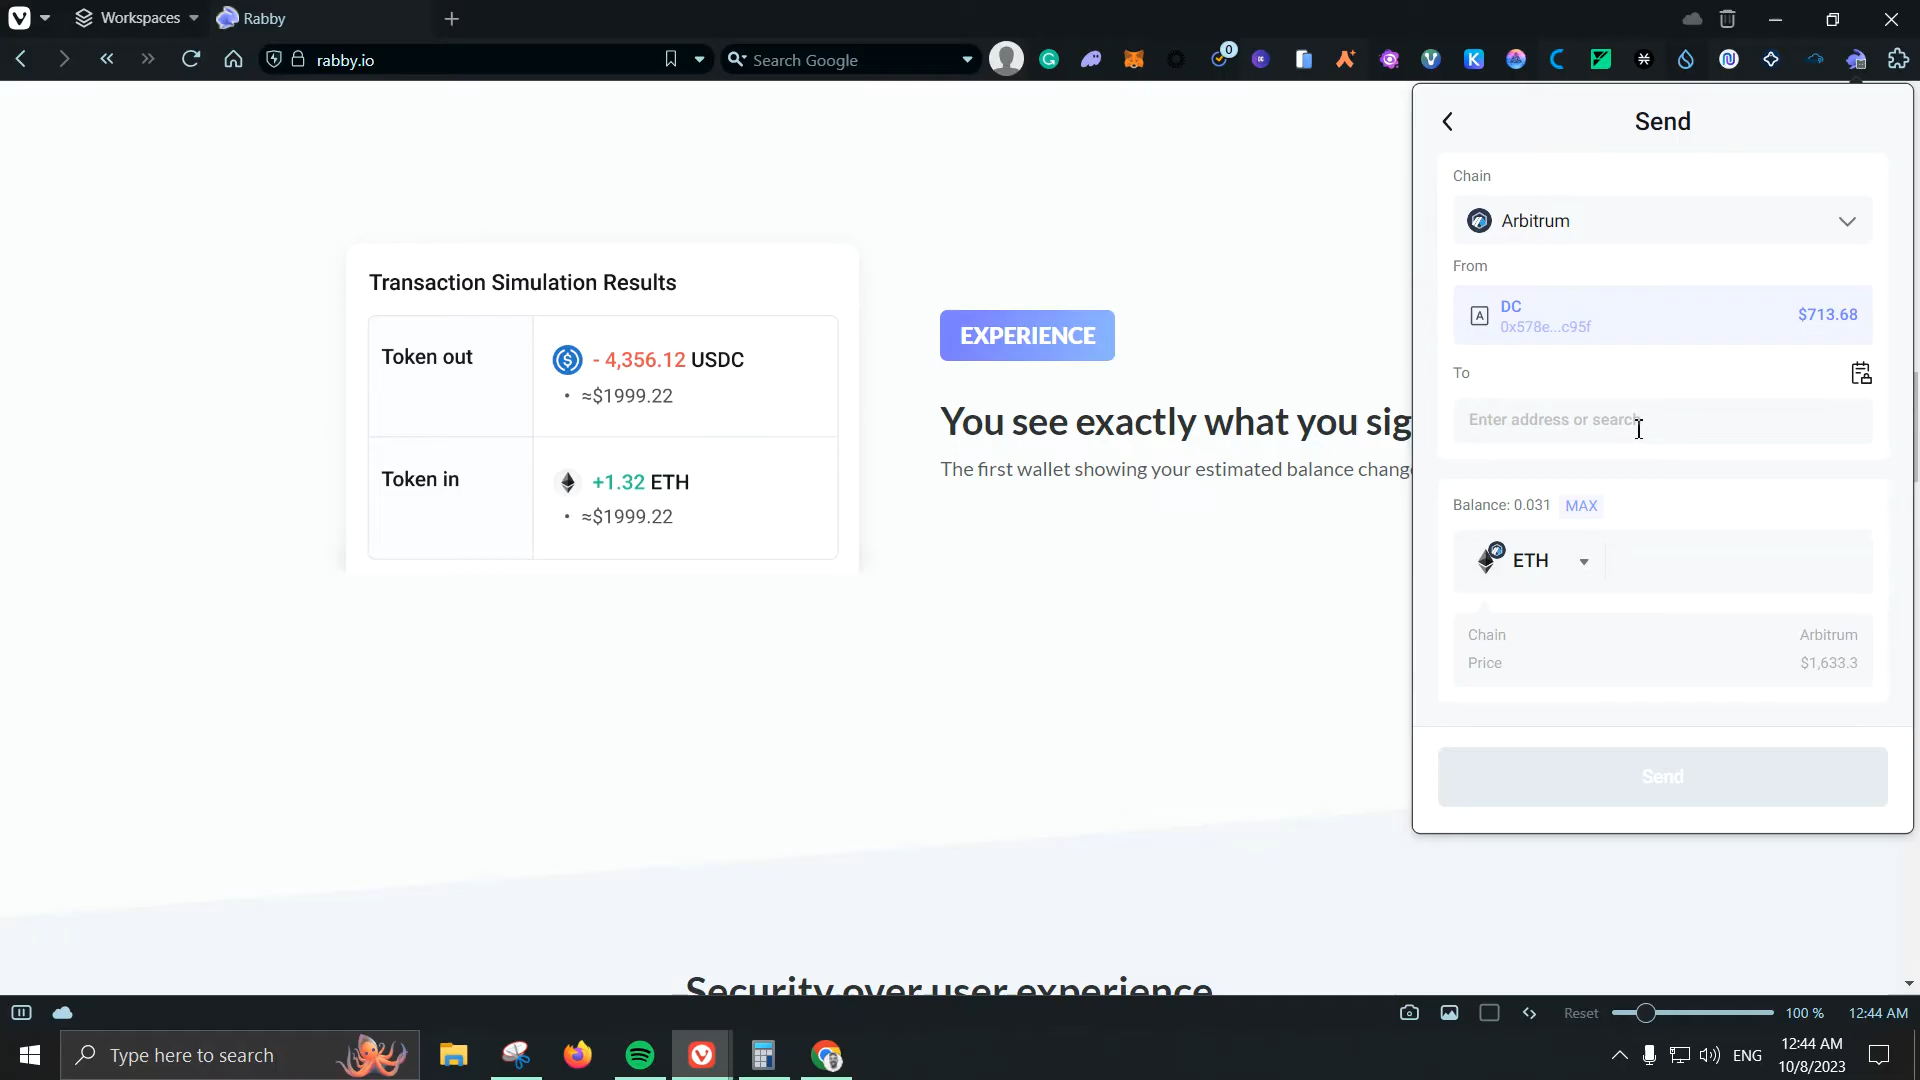 Workspaces
Rabby
rabby.io
Search Google
0
Send
Chain
Arbitrum
From
A
DC
0x578e...c95f
$713.68
To
Enter address or search
Balance: 0.031 MAX
ETH
Chain Arbitrum
Price $1,633.3
Send
Transaction Simulation Results
Token out
- 4,356.12 USDC
• ≈$1999.22
Token in
+1.32 ETH
• ≈$1999.22
EXPERIENCE
You see exactly what you sig
The first wallet showing your estimated balance chang
Security over user experience
Reset 100 % 12:44 AM
Type here to search
ENG
12:44 AM
10/8/2023